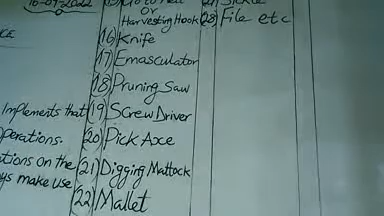 16-07-2022
or
Harvesting Hook
(16) Knife
(17) Emasculator
(18) Pruning Saw
(19) Screw Driver
(20) Pick Axe
(21) Digging Mattock
(22) Mallet
(28) File etc
Implements that
perations.
tions on the
ys make use